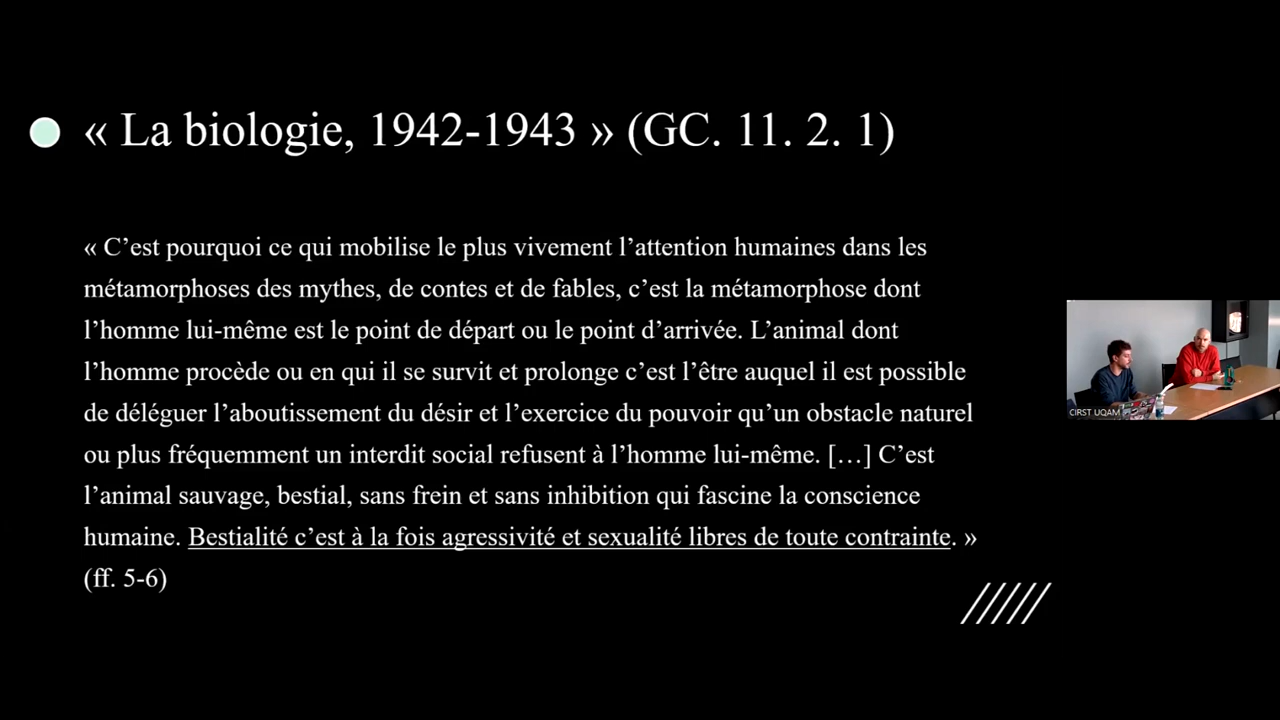 « La biologie, 1942-1943 » (GC. 11. 2. 1)
« C’est pourquoi ce qui mobilise le plus vivement l’attention humaines dans les
métamorphoses des mythes, de contes et de fables, c’est la métamorphose dont
l’homme lui-même est le point de départ ou le point d’arrivée. L’animal dont
l’homme procède ou en qui il se survit et prolonge c’est l’être auquel il est possible
de déléguer l’aboutissement du désir et l’exercice du pouvoir qu’un obstacle naturel
ou plus fréquemment un interdit social refusent à l’homme lui-même. […] C’est
l’animal sauvage, bestial, sans frein et sans inhibition qui fascine la conscience
humaine. Bestialité c’est à la fois agressivité et sexualité libres de toute contrainte. »
(ff. 5-6)
CIRST UQAM